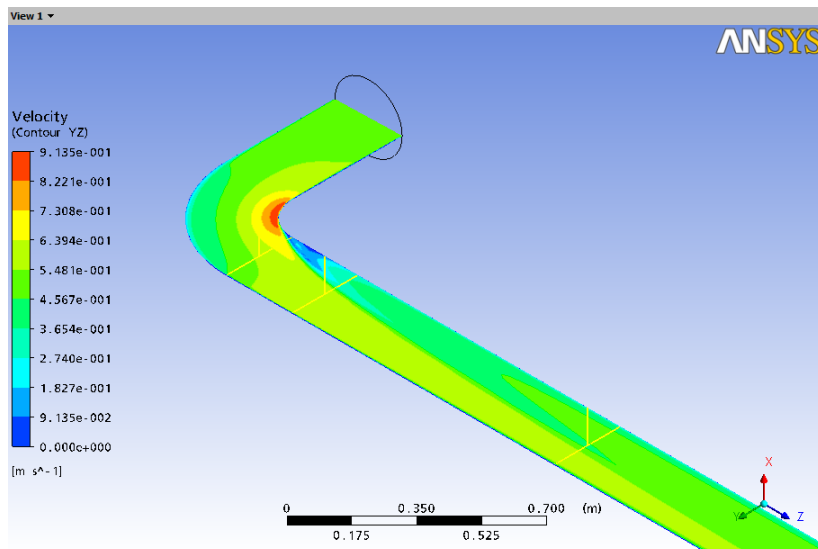 View 1
ANSYS
Velocity
(Contour YZ)
9.135e-001
8.221e-001
7.308e-001
6.394e-001
5.481e-001
4.567e-001
3.654e-001
2.740e-001
1.827e-001
9.135e-002
0.000e+000
[m s^-1]
0 0.350 0.700 (m)
0.175 0.525
X
Y Z